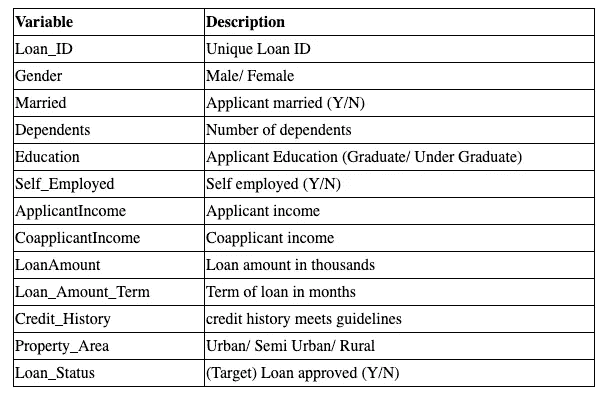 Variable Description
Loan_ID Unique Loan ID
Gender Male/ Female
Married Applicant married (Y/N)
Dependents Number of dependents
Education Applicant Education (Graduate/ Under Graduate)
Self_Employed Self employed (Y/N)
ApplicantIncome Applicant income
CoapplicantIncome Coapplicant income
LoanAmount Loan amount in thousands
Loan_Amount_Term Term of loan in months
Credit_History credit history meets guidelines
Property_Area Urban/ Semi Urban/ Rural
Loan_Status (Target) Loan approved (Y/N)